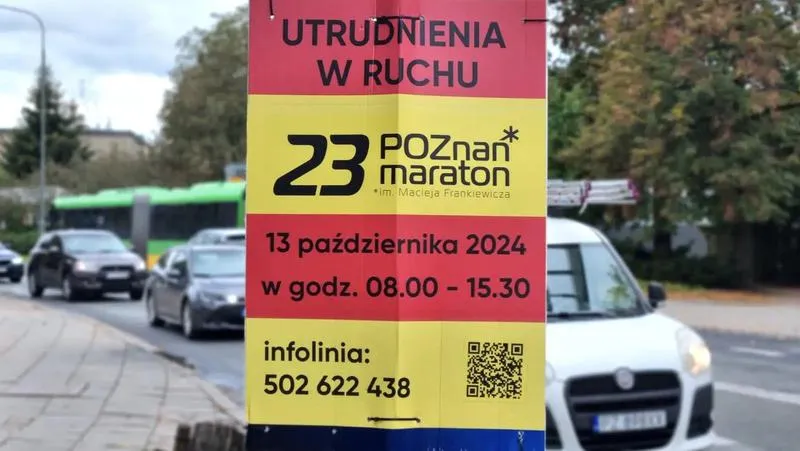 UTRUDNIENIA
W RUCHU
23 POZnań*
maraton
*im. Macieja Frankiewicza
13 października 2024
w godz. 08.00 - 15.30
infolinia:
502 622 438